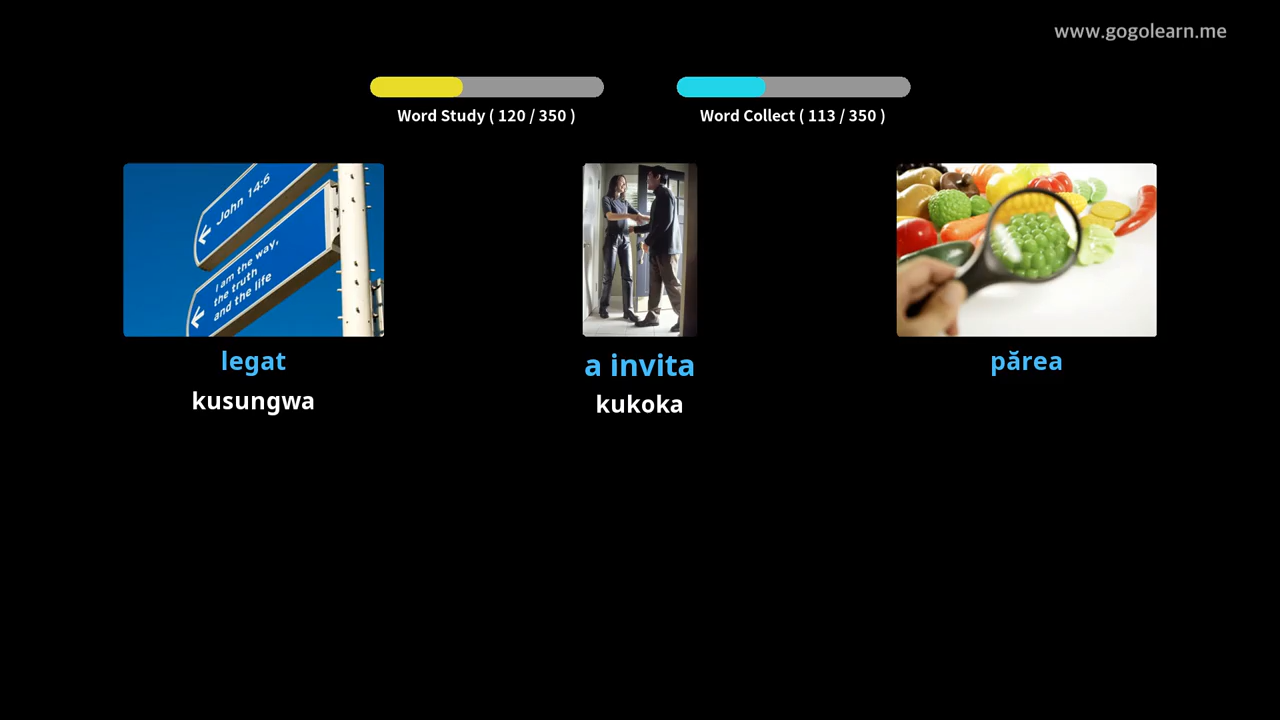 www.gogolearn.me
Word Study ( 120 / 350 )
Word Collect ( 113 / 350 )
John 14:6
I am the way,
the truth
and the life
legat
a invita
părea
kusungwa
kukoka